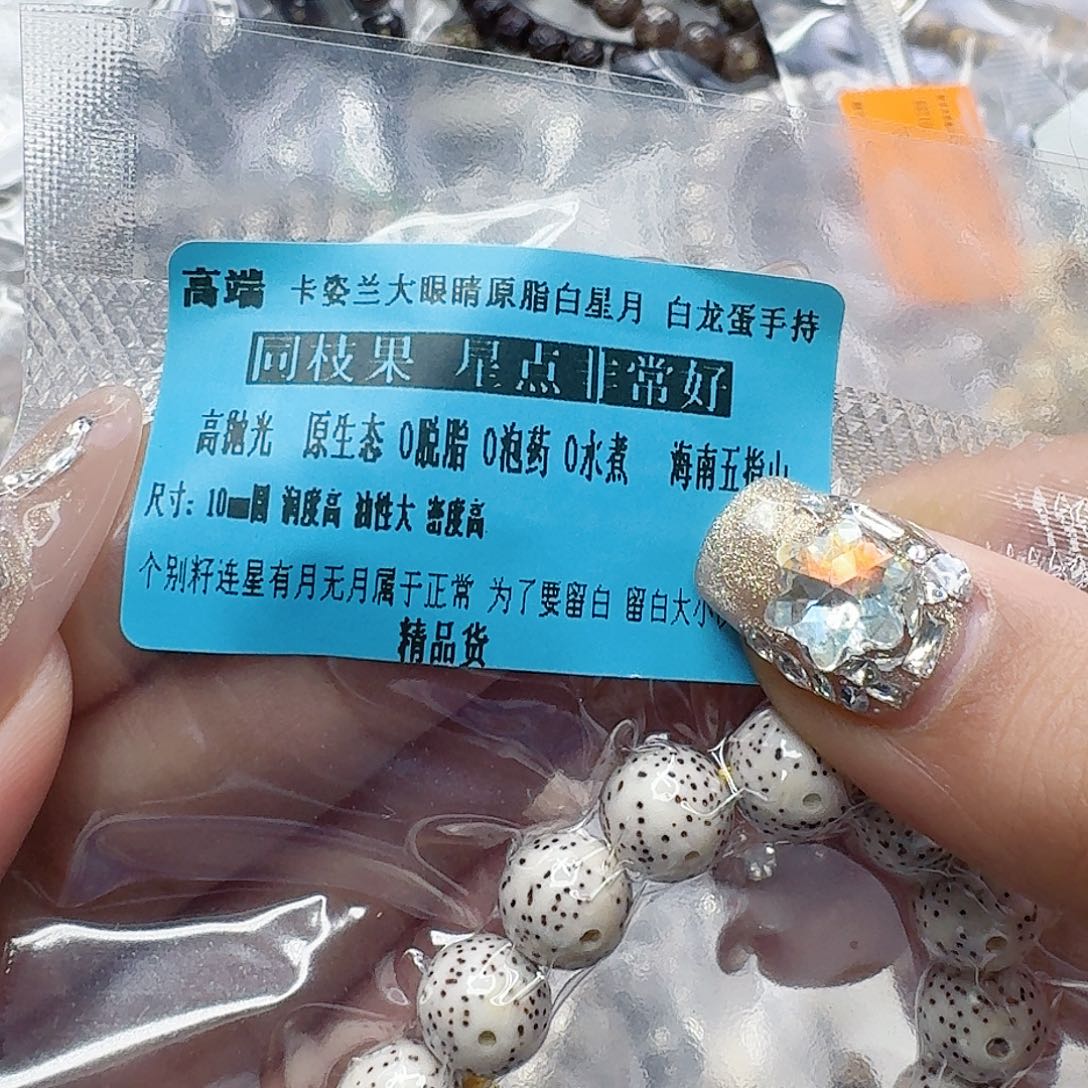 高端 卡姿兰大眼睛原脂白星月 白龙蛋手持
同枝果 星点非常好
高抛光 原生态 0脱脂 0泡药 0水煮 海南五指山
尺寸: 10mm圆 润度高 油性大 密度高
个别籽连星有月无月属于正常 为了要留白 留白大小
精品货